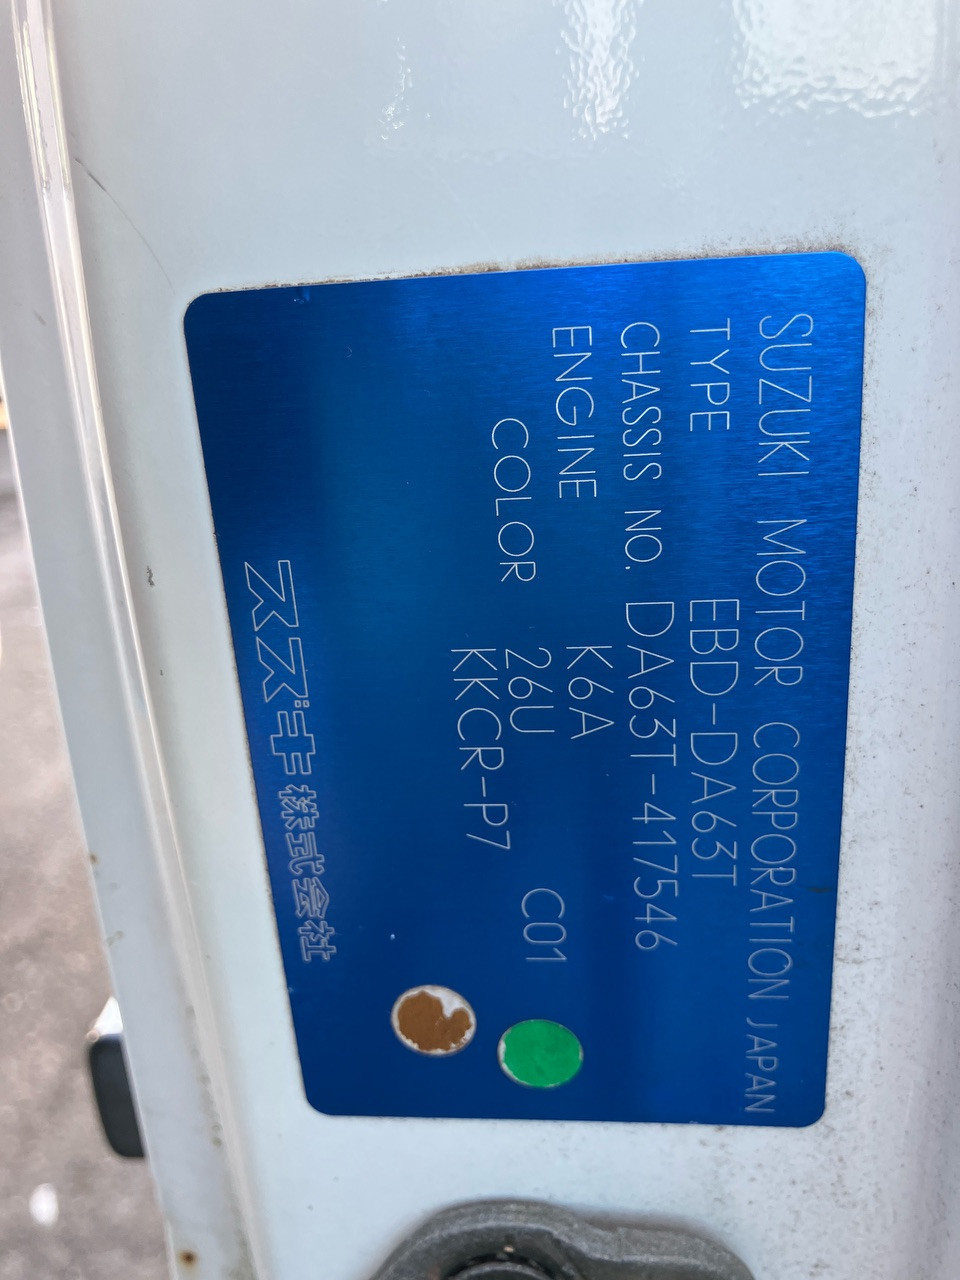 SUZUKI MOTOR CORPORATION JAPAN
TYPE EBD-DA63T
CHASSIS NO. DA63T-417546
ENGINE K6A
COLOR 26U C01
KKCR-P7
スズキ株式会社